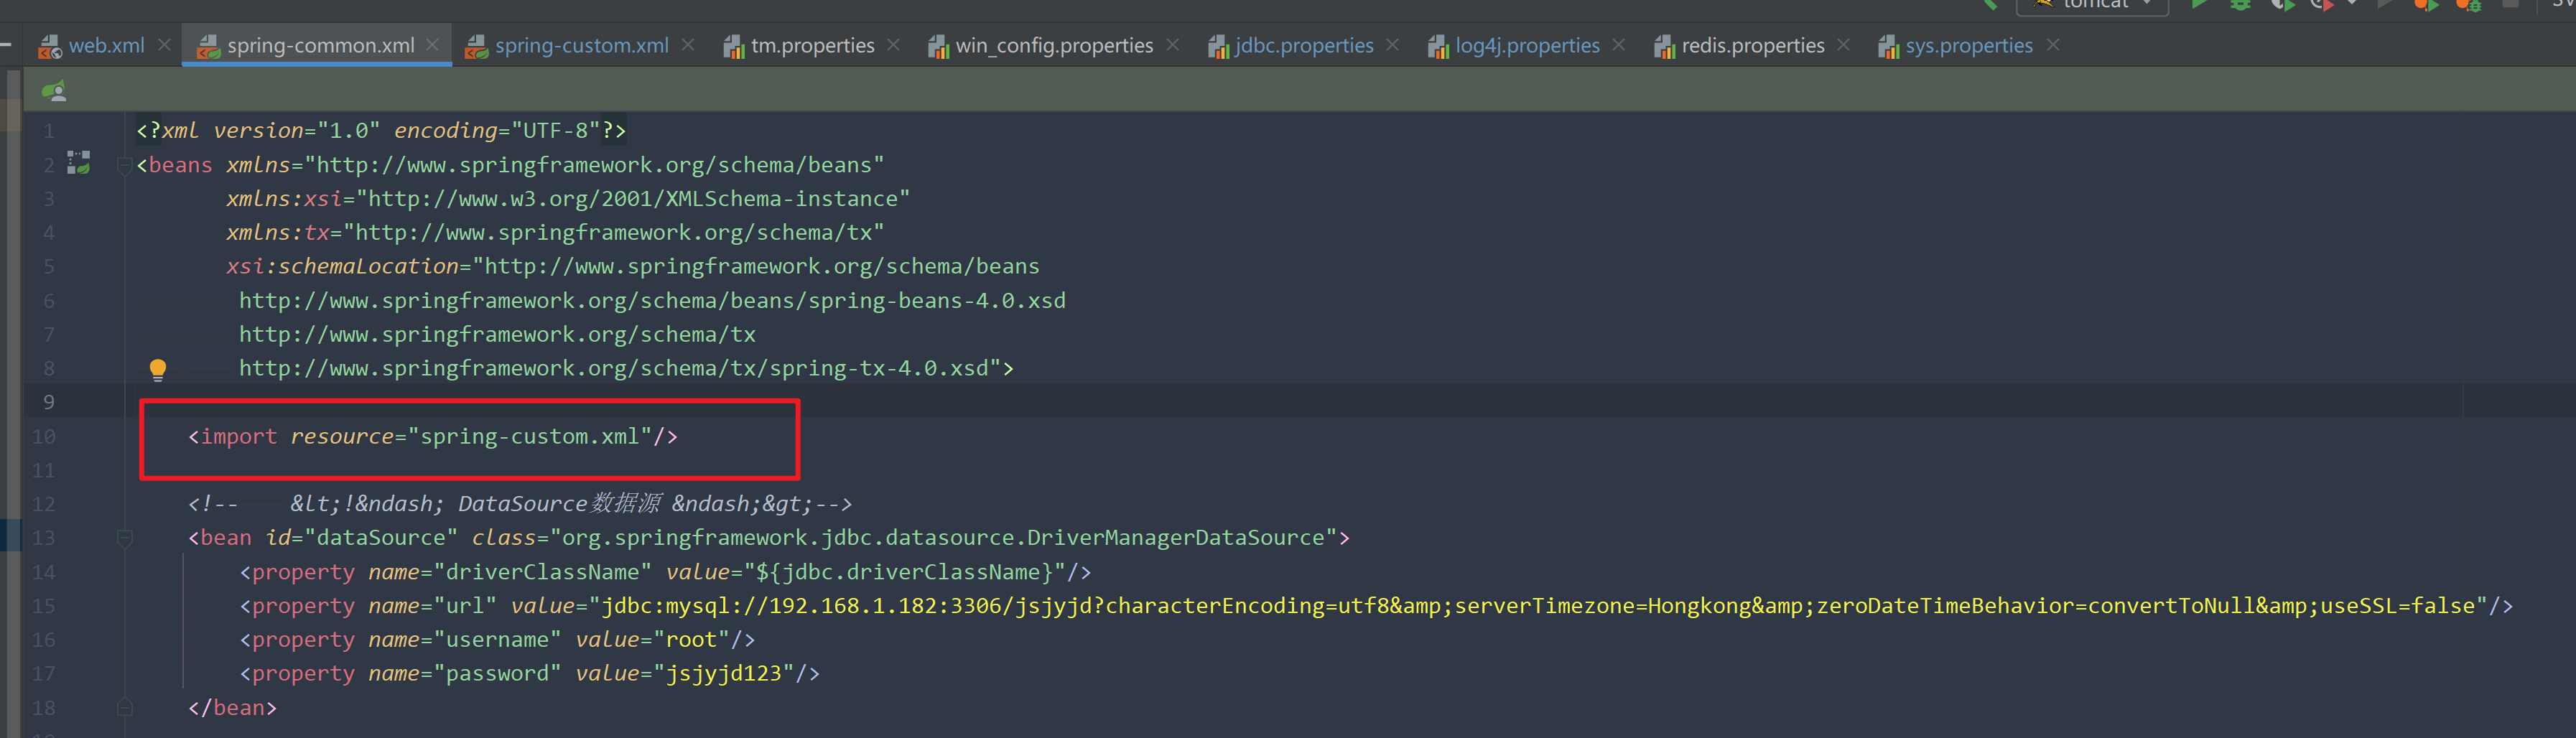 tomcat
web.xml
spring-common.xml
spring-custom.xml
tm.properties
win_config.properties
jdbc.properties
log4j.properties
redis.properties
sys.properties
1 <?xml version="1.0" encoding="UTF-8"?>
2 <beans xmlns="http://www.springframework.org/schema/beans"
3 xmlns:xsi="http://www.w3.org/2001/XMLSchema-instance"
4 xmlns:tx="http://www.springframework.org/schema/tx"
5 xsi:schemaLocation="http://www.springframework.org/schema/beans
6 http://www.springframework.org/schema/beans/spring-beans-4.0.xsd
7 http://www.springframework.org/schema/tx
8 http://www.springframework.org/schema/tx/spring-tx-4.0.xsd">
9
10 <import resource="spring-custom.xml"/>
11
12 <!-- &lt;!&ndash; DataSource数据源 &ndash;&gt;-->
13 <bean id="dataSource" class="org.springframework.jdbc.datasource.DriverManagerDataSource">
14 <property name="driverClassName" value="${jdbc.driverClassName}"/>
15 <property name="url" value="jdbc:mysql://192.168.1.182:3306/jsjyjd?characterEncoding=utf8&amp;serverTimezone=Hongkong&amp;zeroDateTimeBehavior=convertToNull&amp;useSSL=false"/>
16 <property name="username" value="root"/>
17 <property name="password" value="jsjyjd123"/>
18 </bean>